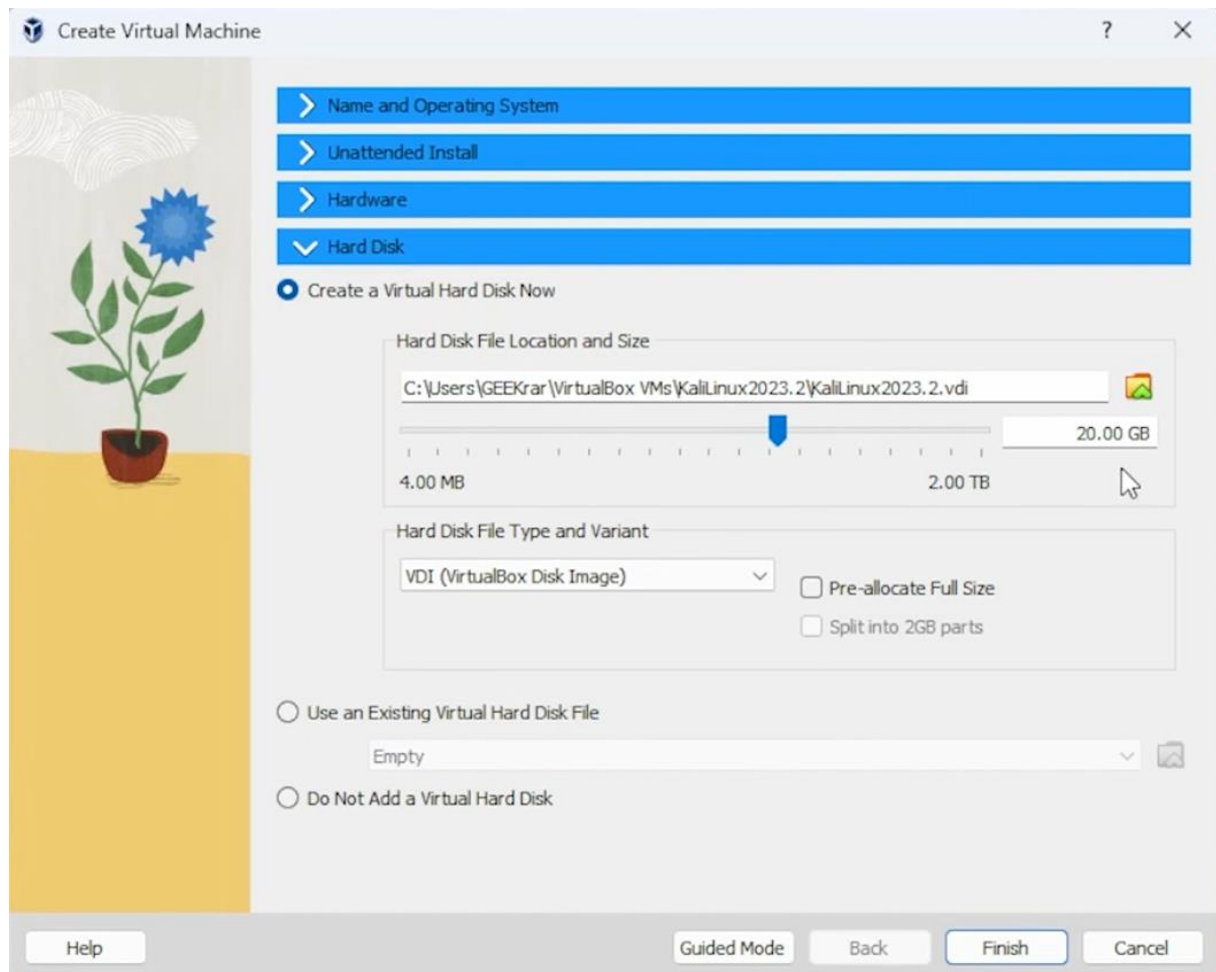 Create Virtual Machine ?
Name and Operating System
Unattended Install
Hardware
Hard Disk
Create a Virtual Hard Disk Now
Hard Disk File Location and Size
C:\Users\GEEKrar\VirtualBox VMs\KaliLinux2023.2\KaliLinux2023.2.vdi
20.00 GB
4.00 MB 2.00 TB
Hard Disk File Type and Variant
VDI (VirtualBox Disk Image)
Pre-allocate Full Size
Split into 2GB parts
Use an Existing Virtual Hard Disk File
Empty
Do Not Add a Virtual Hard Disk
Help Guided Mode Back Finish Cancel